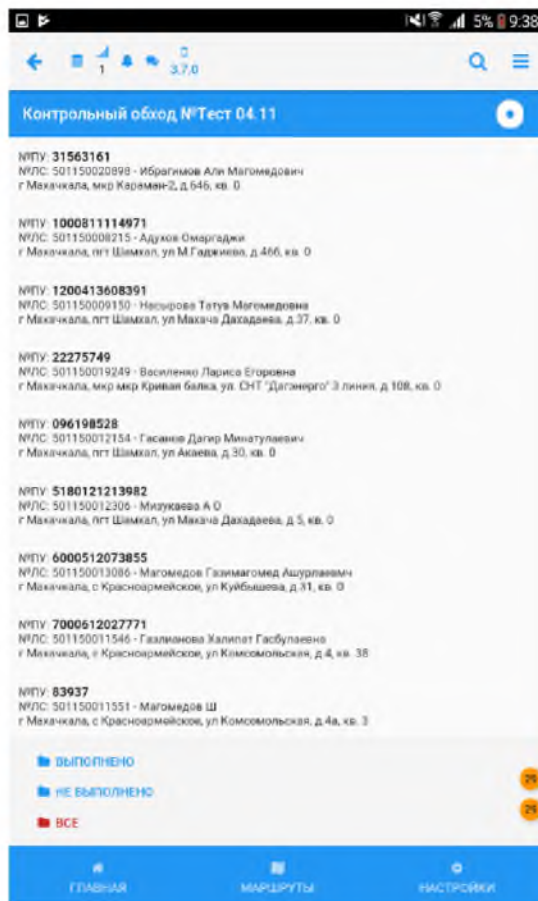 5% 9:38
1
3.7.0
Контрольный обход №Тест 04.11
№ПУ: 31563161
№ЛС: 501150020898 - Ибрагимов Али Магомедович
г Махачкала, мкр Караман-2, д.646, кв. 0
№ПУ: 1000811114971
№ЛС: 501150008215 - Адухов Омаргаджи
г Махачкала, пгт Шамхал, ул М.Гаджиева, д.466, кв. 0
№ПУ: 1200413608391
№ЛС: 501150009150 - Насырова Татув Магомедовна
г Махачкала, пгт Шамхал, ул Махача Дахадаева, д.37, кв. 0
№ПУ: 22275749
№ЛС: 501150019249 - Василенко Лариса Егоровна
г Махачкала, мкр мкр Кривая балка, ул. СНТ "Дагэнерго" 3 линия, д.108, кв. 0
№ПУ: 096198528
№ЛС: 501150012154 - Гасанов Дагир Минатулаевич
г Махачкала, пгт Шамхал, ул Акаева, д.30, кв. 0
№ПУ: 5180121213982
№ЛС: 501150012306 - Мизукаева А О
г Махачкала, пгт Шамхал, ул Махача Дахадаева, д.5, кв. 0
№ПУ: 6000512073855
№ЛС: 501150013086 - Магомедов Газимагомед Ашурлаевич
г Махачкала, с Красноармейское, ул Куйбышева, д.31, кв. 0
№ПУ: 7000612027771
№ЛС: 501150011546 - Газлианова Халипат Гасбулаевна
г Махачкала, с Красноармейское, ул Комсомольская, д.4, кв. 38
№ПУ: 83937
№ЛС: 501150011551 - Магомедов Ш
г Махачкала, с Красноармейское, ул Комсомольская, д.4а, кв. 3
ВЫПОЛНЕНО
29
НЕ ВЫПОЛНЕНО
29
ВСЕ
ГЛАВНАЯ МАРШРУТЫ НАСТРОЙКИ